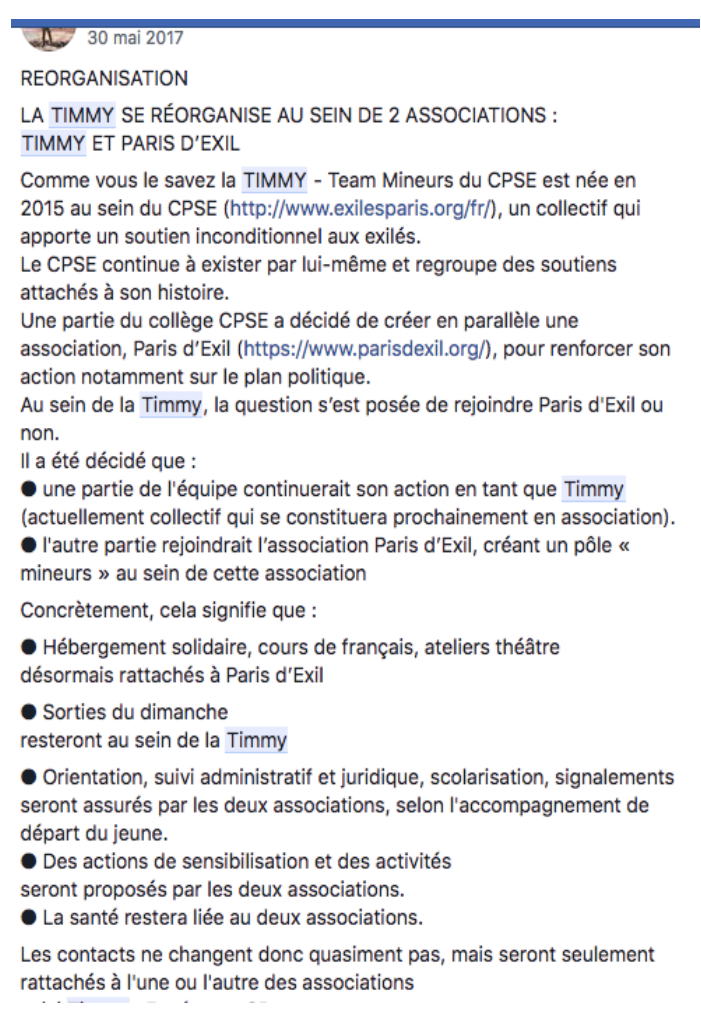 30 mai 2017
REORGANISATION
LA TIMMY SE RÉORGANISE AU SEIN DE 2 ASSOCIATIONS :
TIMMY ET PARIS D'EXIL
Comme vous le savez la TIMMY - Team Mineurs du CPSE est née en
2015 au sein du CPSE (http://www.exilesparis.org/fr/), un collectif qui
apporte un soutien inconditionnel aux exilés.
Le CPSE continue à exister par lui-même et regroupe des soutiens
attachés à son histoire.
Une partie du collège CPSE a décidé de créer en parallèle une
association, Paris d'Exil (https://www.parisdexil.org/), pour renforcer son
action notamment sur le plan politique.
Au sein de la Timmy, la question s'est posée de rejoindre Paris d'Exil ou
non.
Il a été décidé que :
● une partie de l'équipe continuerait son action en tant que Timmy
(actuellement collectif qui se constituera prochainement en association).
● l'autre partie rejoindrait l'association Paris d'Exil, créant un pôle «
mineurs » au sein de cette association
Concrètement, cela signifie que :
● Hébergement solidaire, cours de français, ateliers théâtre
désormais rattachés à Paris d'Exil
● Sorties du dimanche
resteront au sein de la Timmy
● Orientation, suivi administratif et juridique, scolarisation, signalements
seront assurés par les deux associations, selon l'accompagnement de
départ du jeune.
● Des actions de sensibilisation et des activités
seront proposés par les deux associations.
● La santé restera liée au deux associations.
Les contacts ne changent donc quasiment pas, mais seront seulement
rattachés à l'une ou l'autre des associations